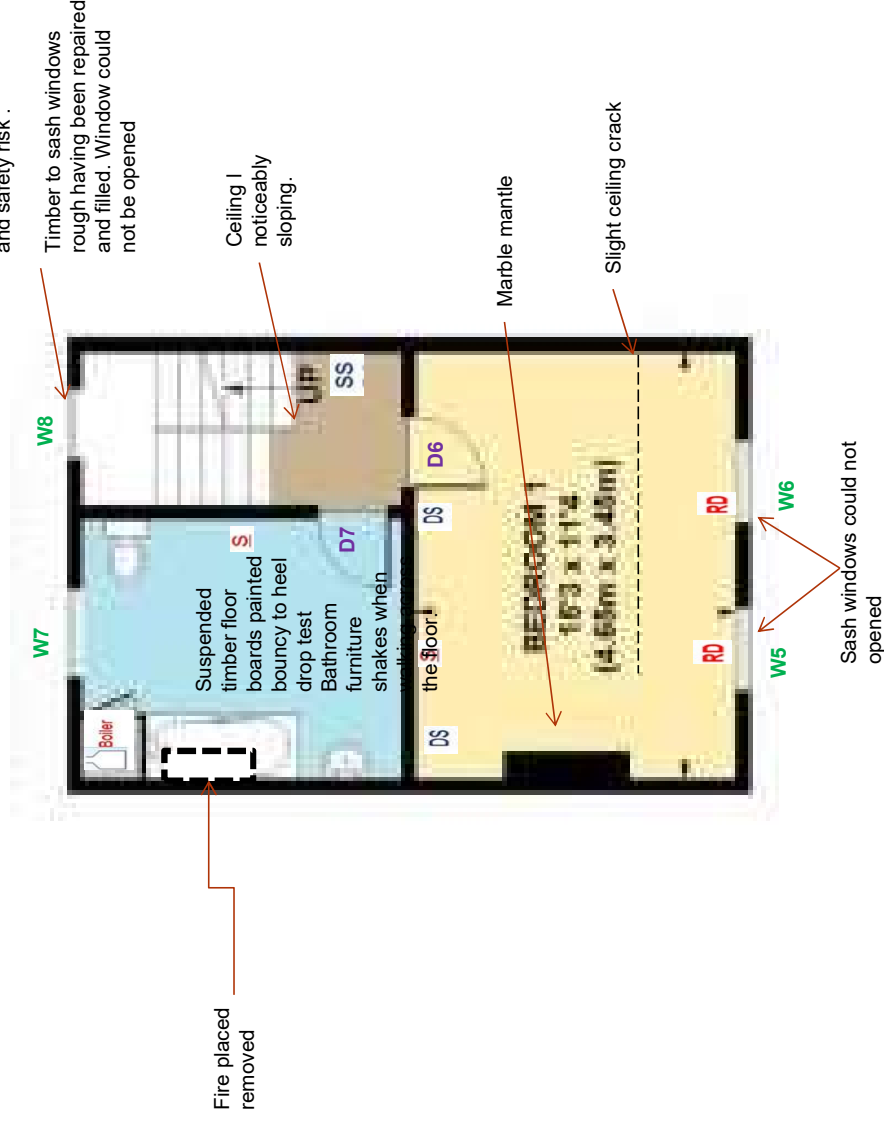 and safety risk .
Timber to sash windows
rough having been repaired
and filled. Window could
not be opened
W8
W7
Ceiling I
noticeably
sloping.
UP
SS
Boiler
S
D7
D6
Suspended
timber floor
boards painted
bouncy to heel
drop test
Bathroom
furniture
shakes when
the floor.
S
DS
DS
Marble mantle
Slight ceiling crack
BEDROOM 1
RD
RD
W5
W6
Sash windows could not
opened
Fire placed
removed